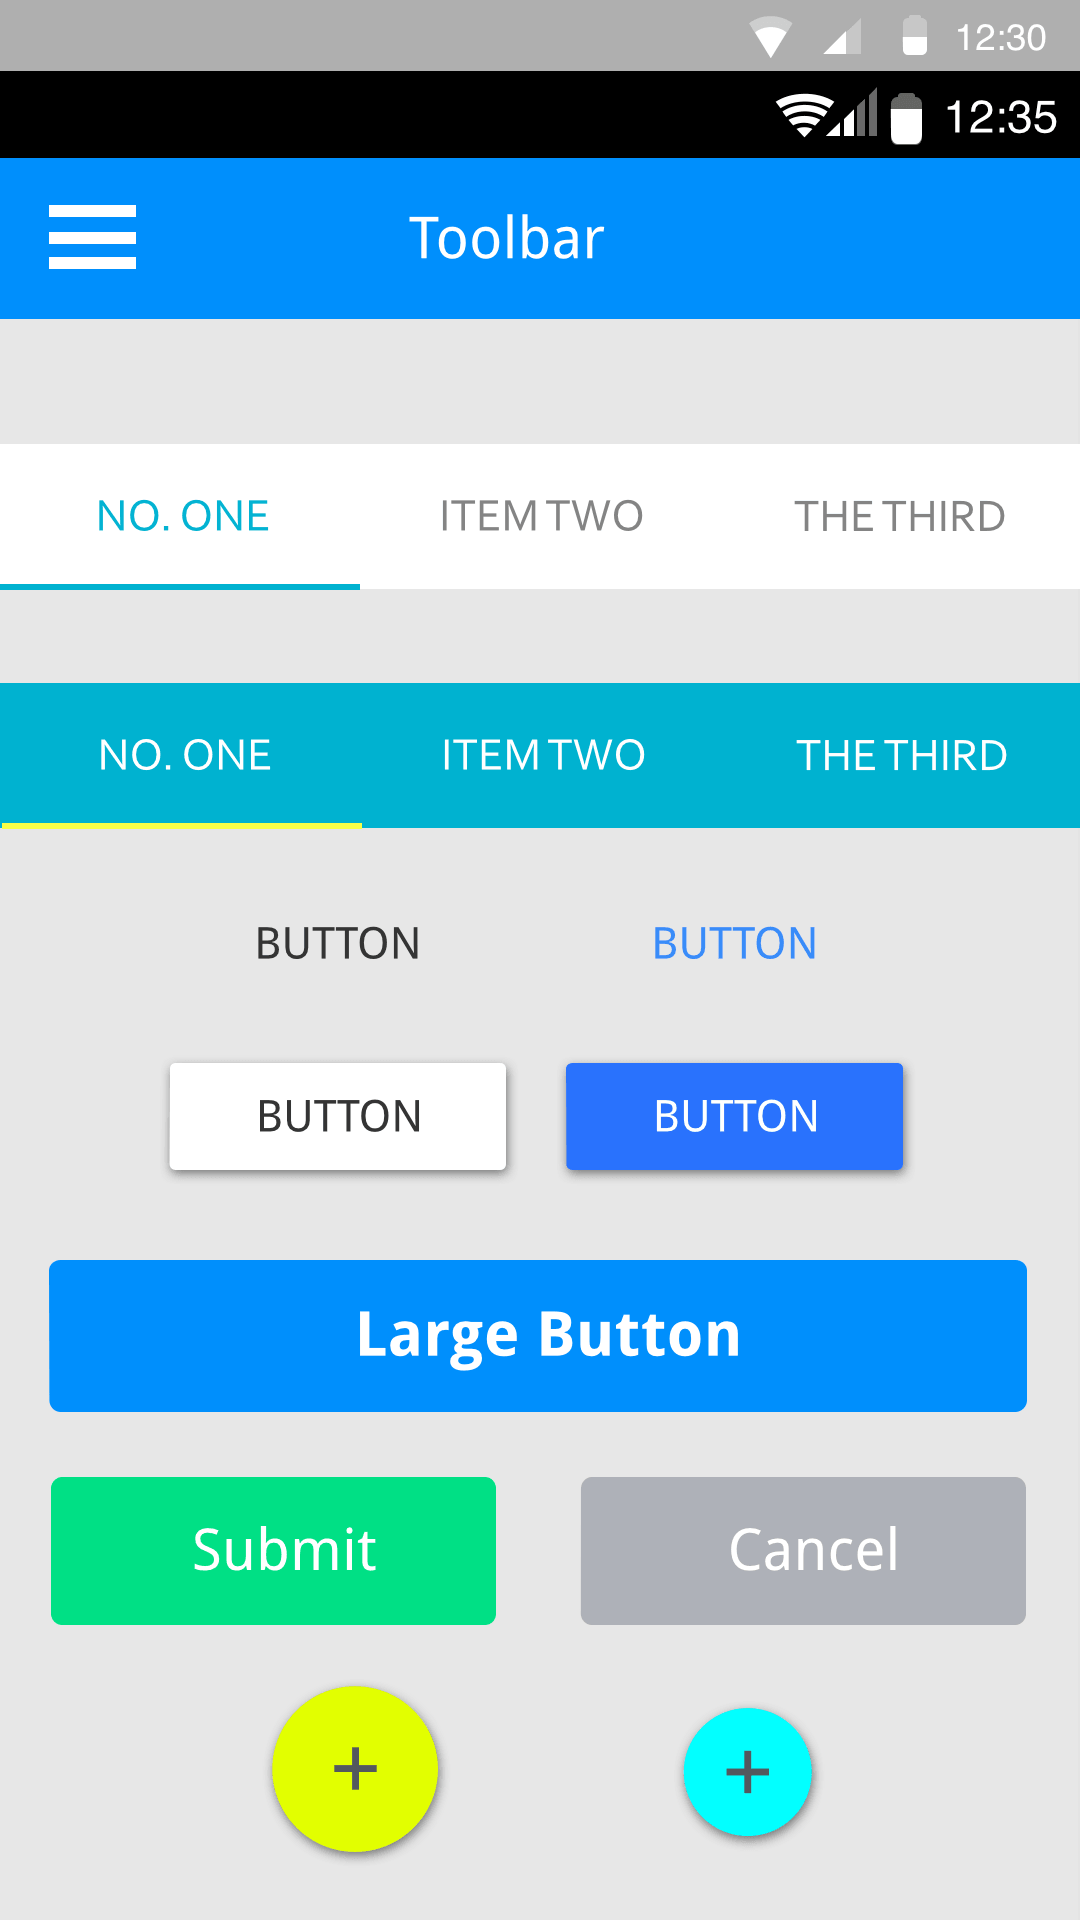 12:30
12:35
Toolbar
NO. ONE ITEM TWO THE THIRD
NO. ONE ITEM TWO THE THIRD
BUTTON BUTTON
BUTTON BUTTON
Large Button
Submit Cancel
+ +